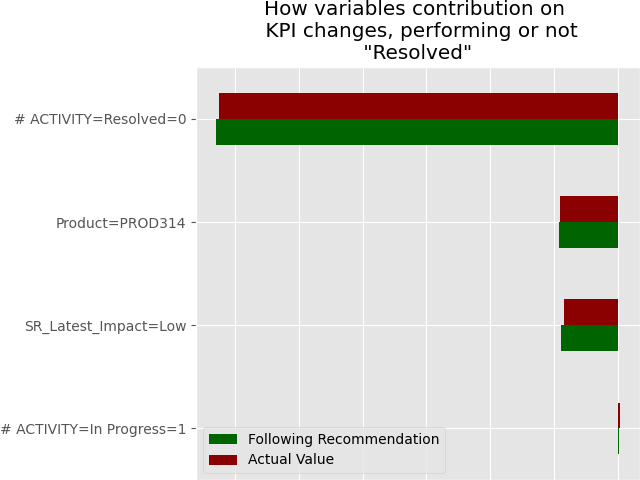 How variables contribution on
KPI changes, performing or not
"Resolved"
# ACTIVITY=Resolved=0
Product=PROD314
SR_Latest_Impact=Low
# ACTIVITY=In Progress=1
Following Recommendation
Actual Value